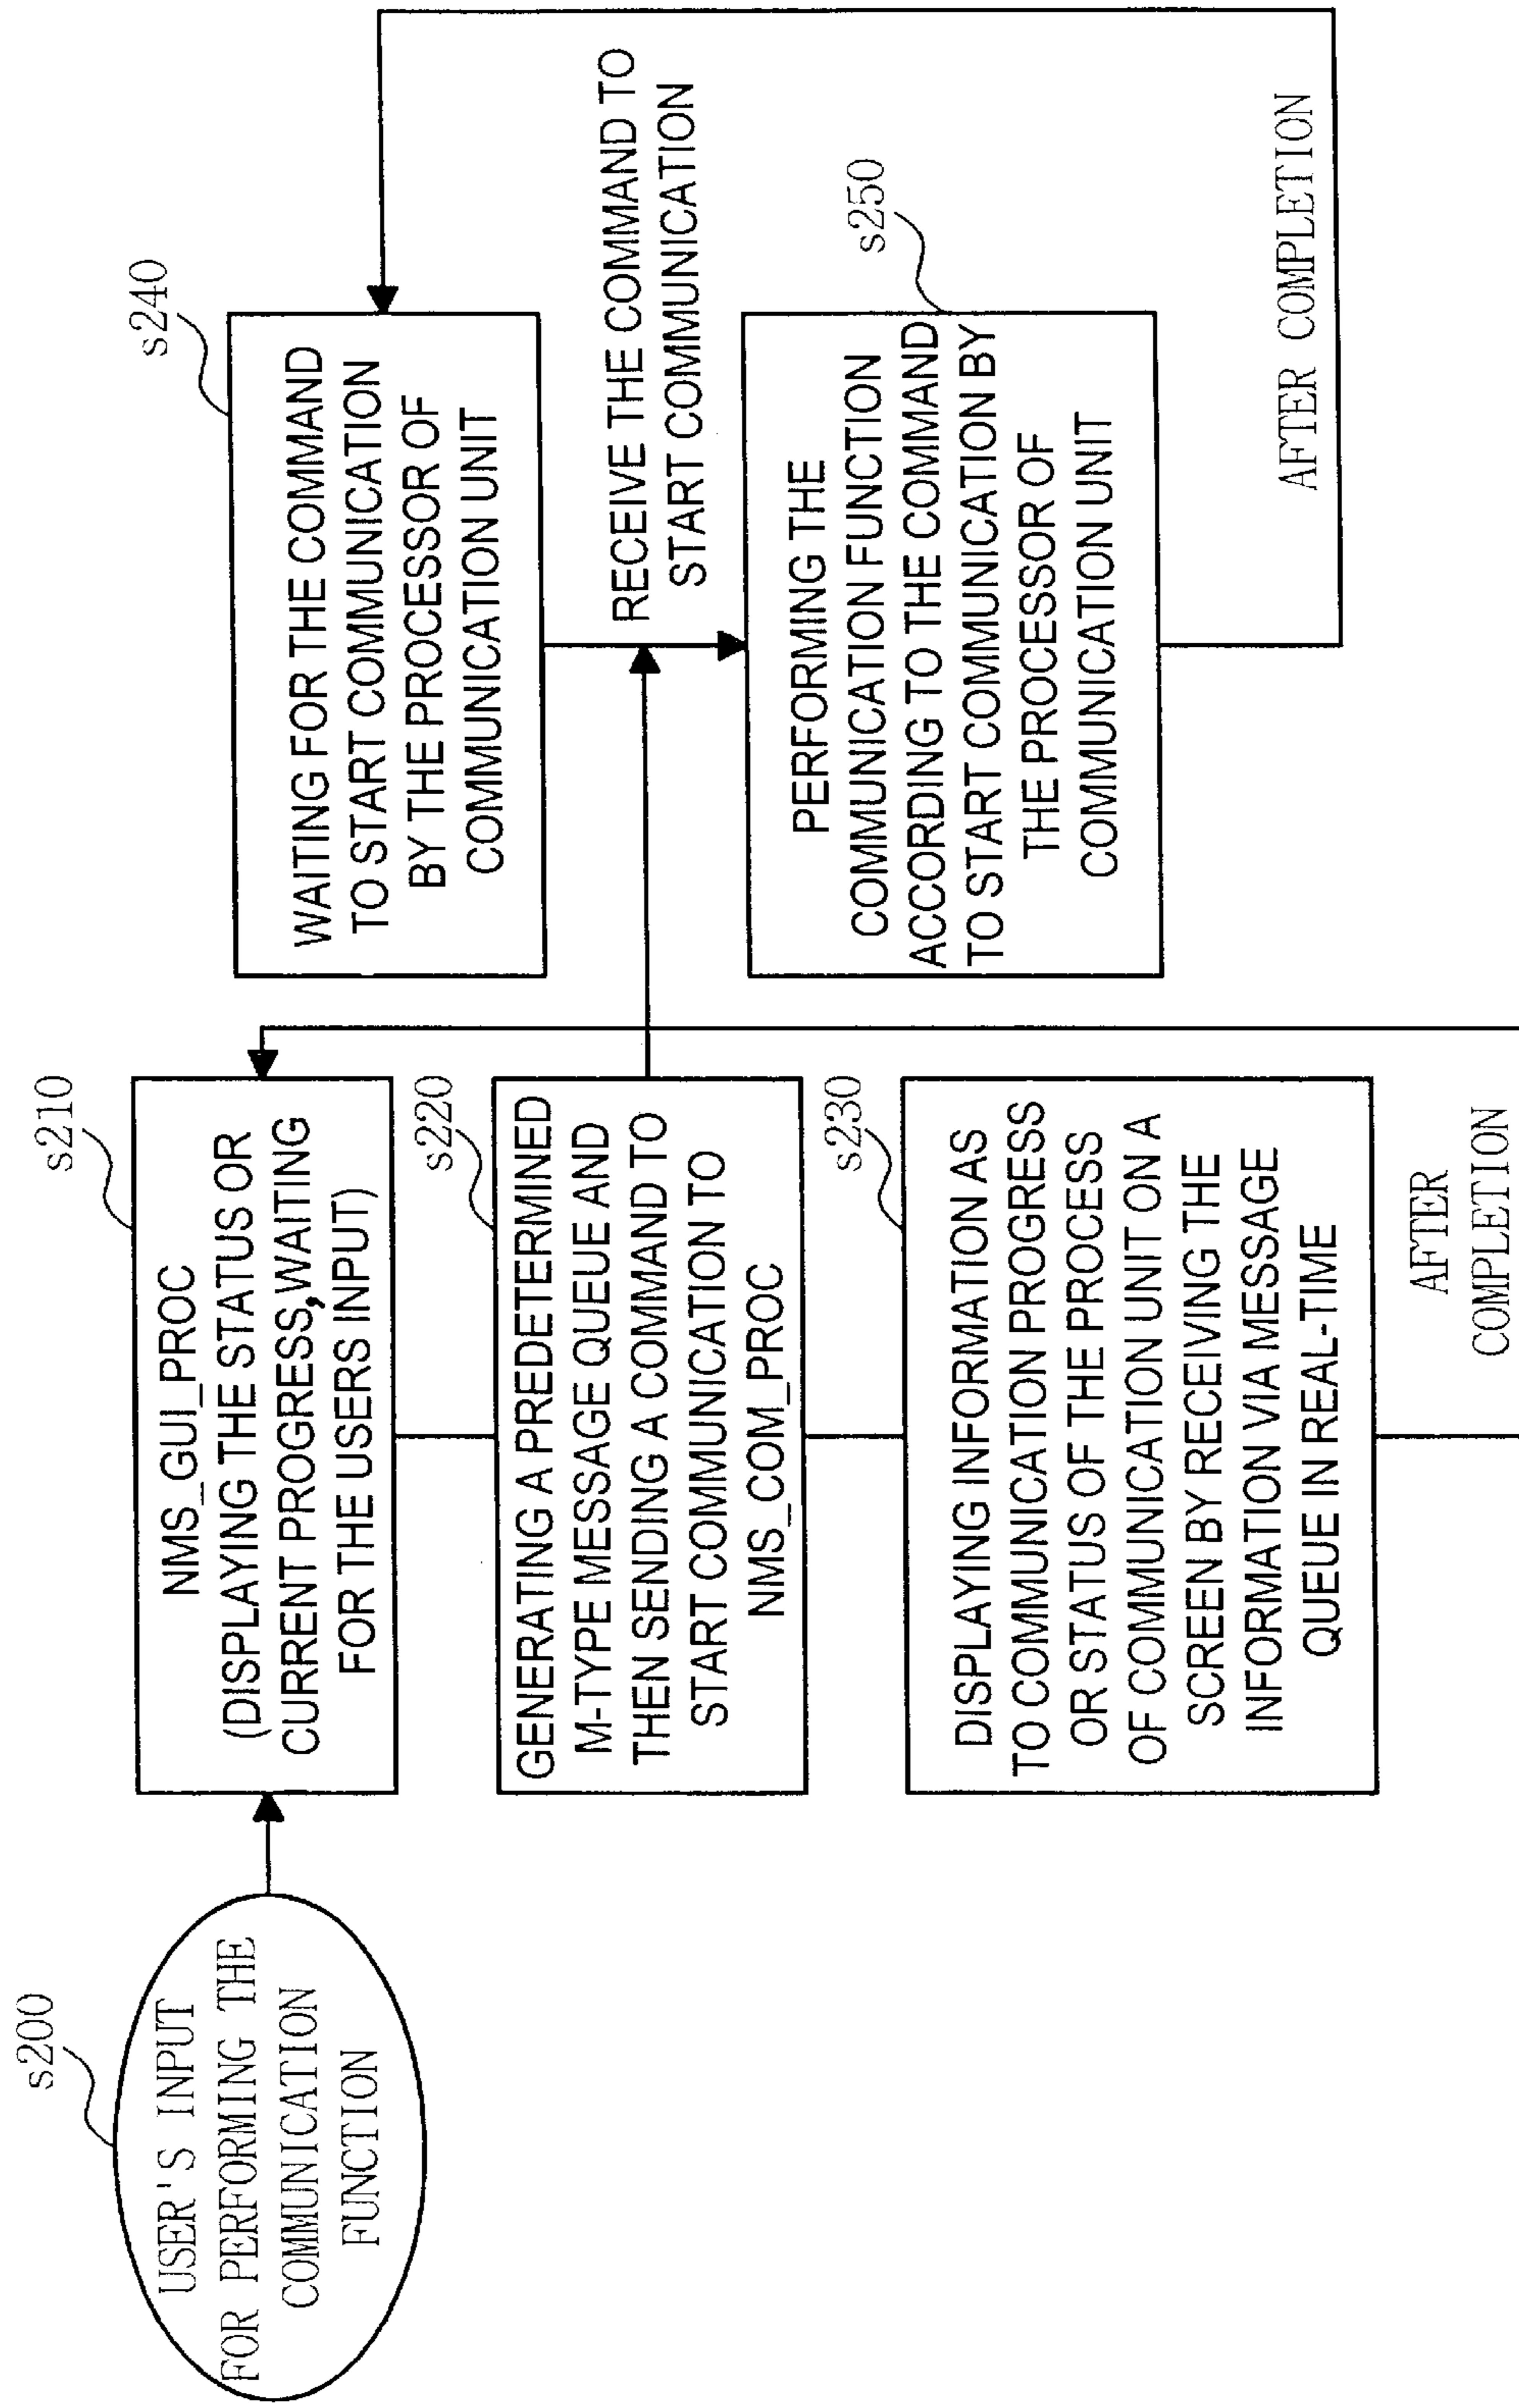 s200
USER'S INPUT
FOR PERFORMING THE
COMMUNICATION
FUNCTION
s210
NMS_GUI_PROC
(DISPLAYING THE STATUS OR
CURRENT PROGRESS,WAITING
FOR THE USERS INPUT)
s220
GENERATING A PREDETERMINED
M-TYPE MESSAGE QUEUE AND
THEN SENDING A COMMAND TO
START COMMUNICATION TO
NMS_COM_PROC
s230
DISPLAYING INFORMATION AS
TO COMMUNICATION PROGRESS
OR STATUS OF THE PROCESS
OF COMMUNICATION UNIT ON A
SCREEN BY RECEIVING THE
INFORMATION VIA MESSAGE
QUEUE IN REAL-TIME
AFTER
COMPLETION
s240
WAITING FOR THE COMMAND
TO START COMMUNICATION
BY THE PROCESSOR OF
COMMUNICATION UNIT
RECEIVE THE COMMAND TO
START COMMUNICATION
s250
PERFORMING THE
COMMUNICATION FUNCTION
ACCORDING TO THE COMMAND
TO START COMMUNICATION BY
THE PROCESSOR OF
COMMUNICATION UNIT
AFTER COMPLETION